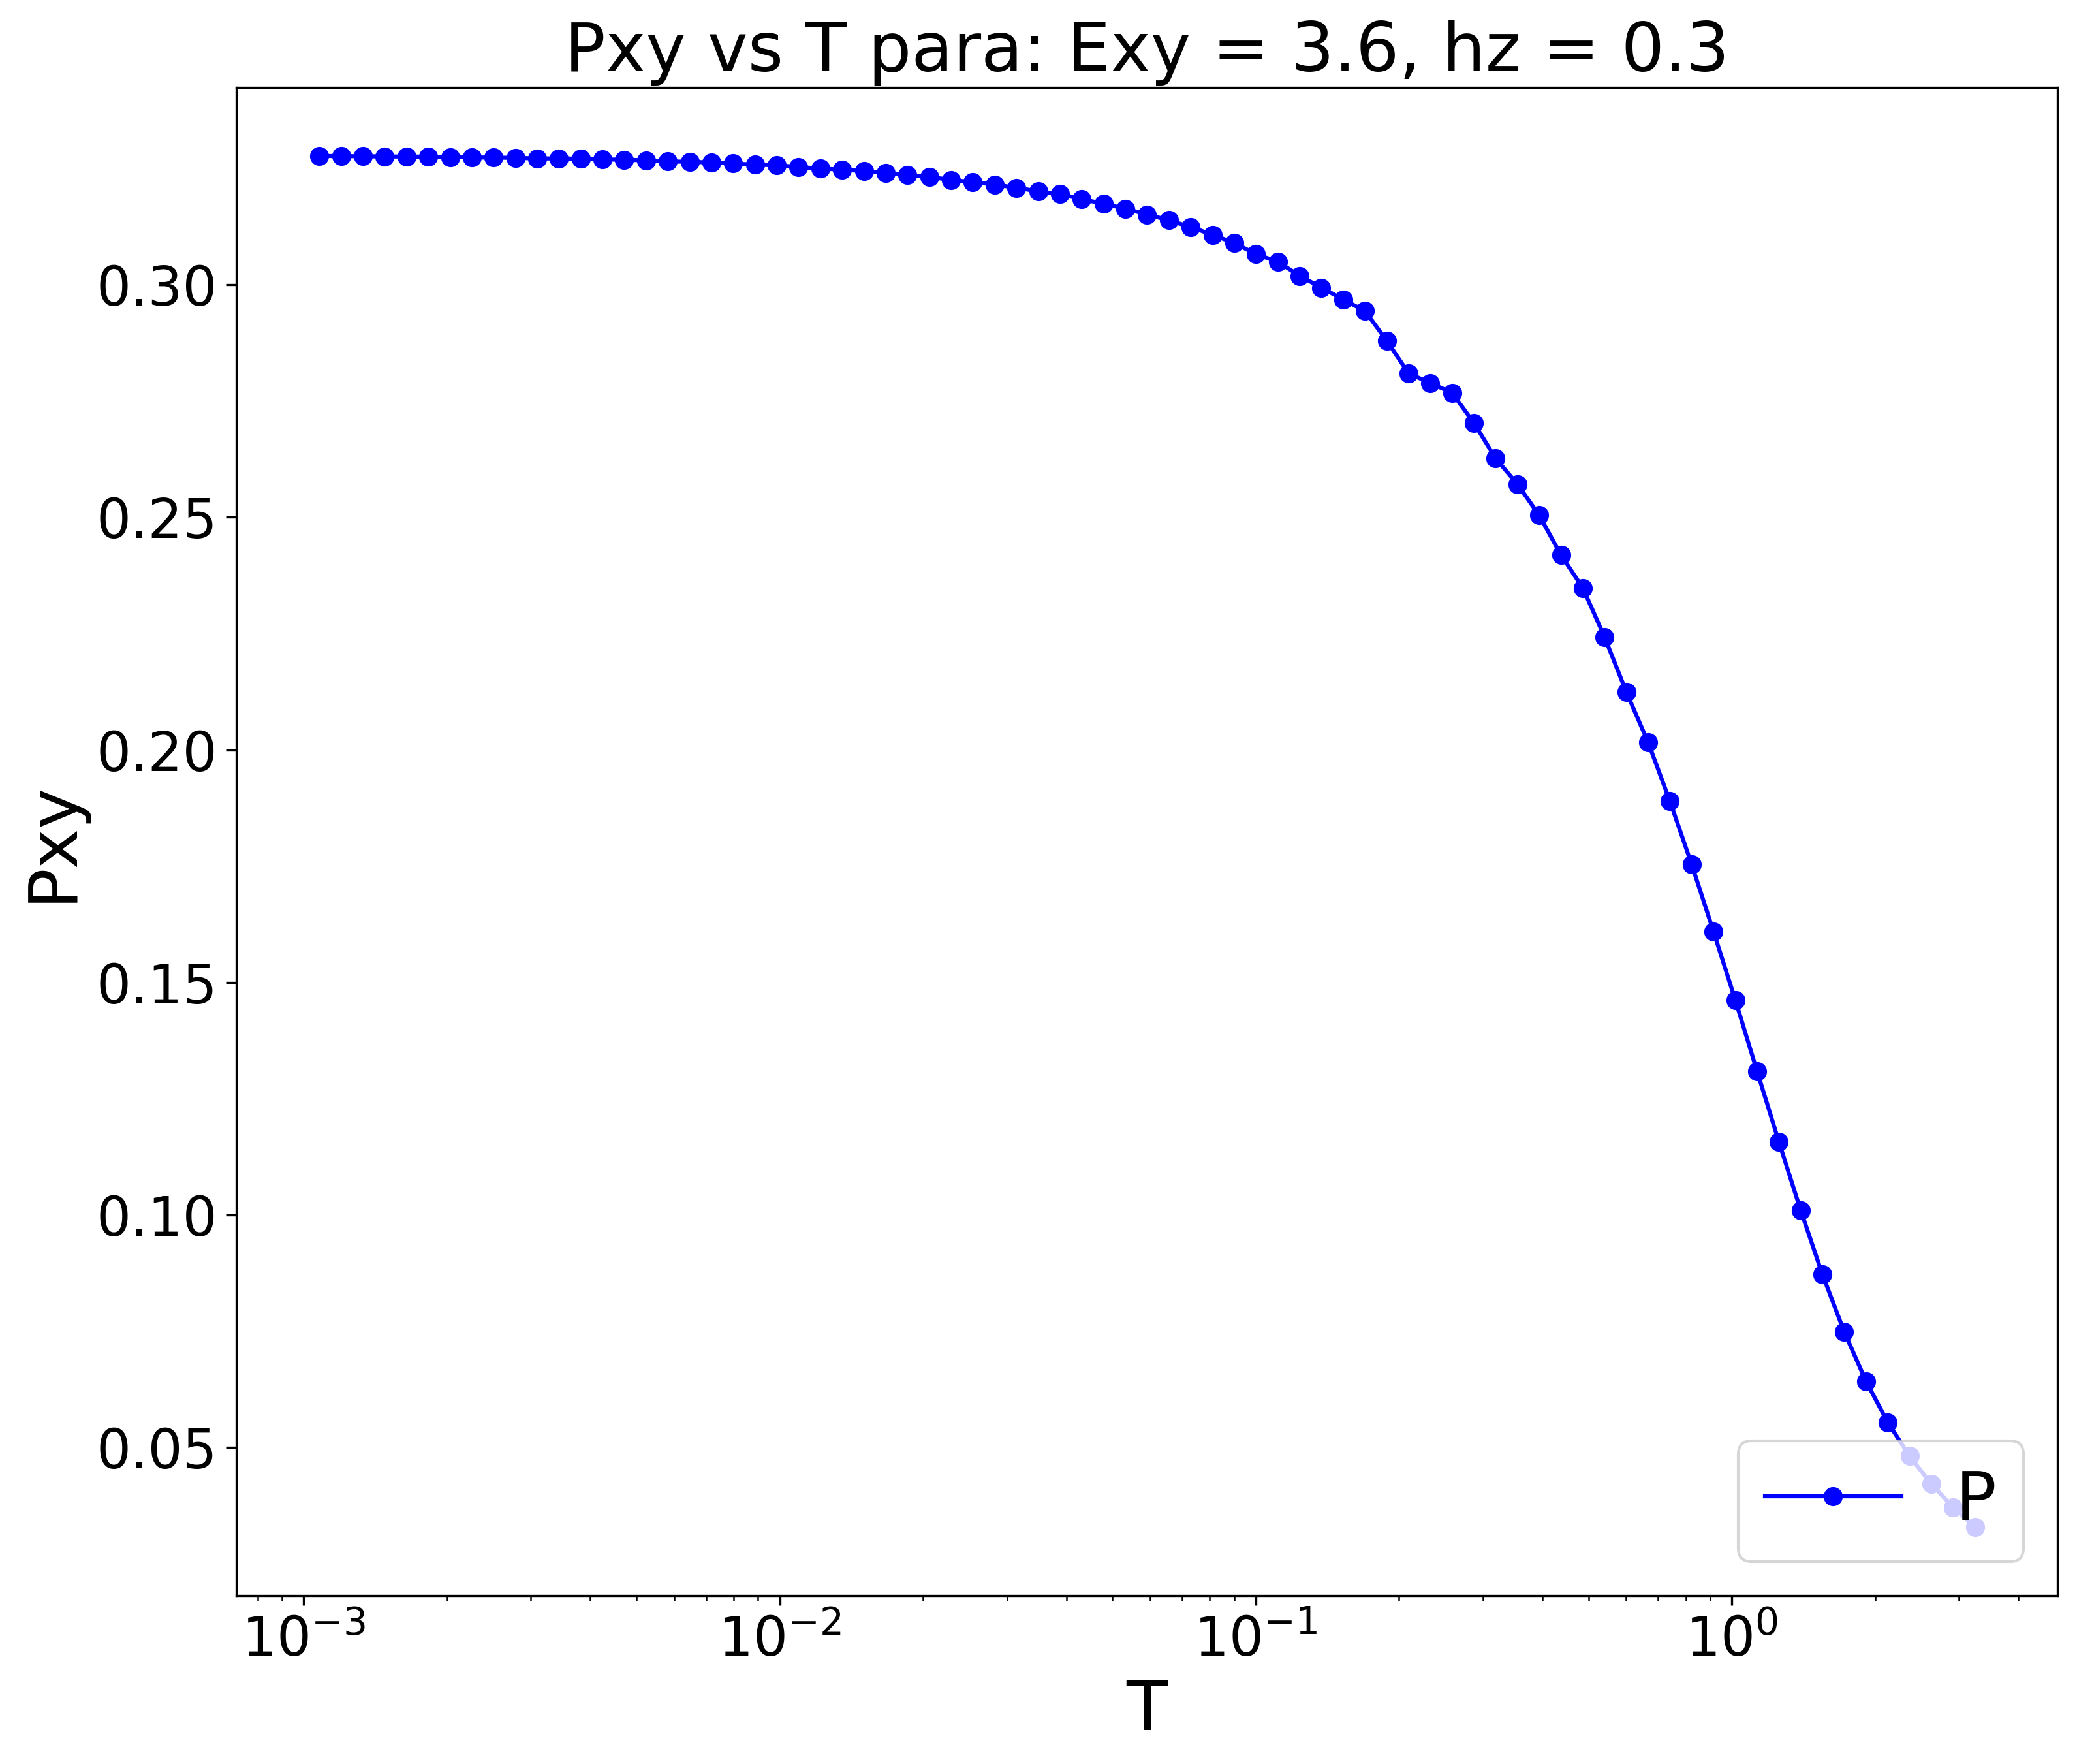 Pxy vs T para: Exy = 3.6, hz = 0.3
Pxy
0.30
0.25
0.20
0.15
0.10
0.05
P
10⁻³ 10⁻² 10⁻¹ 10⁰
T